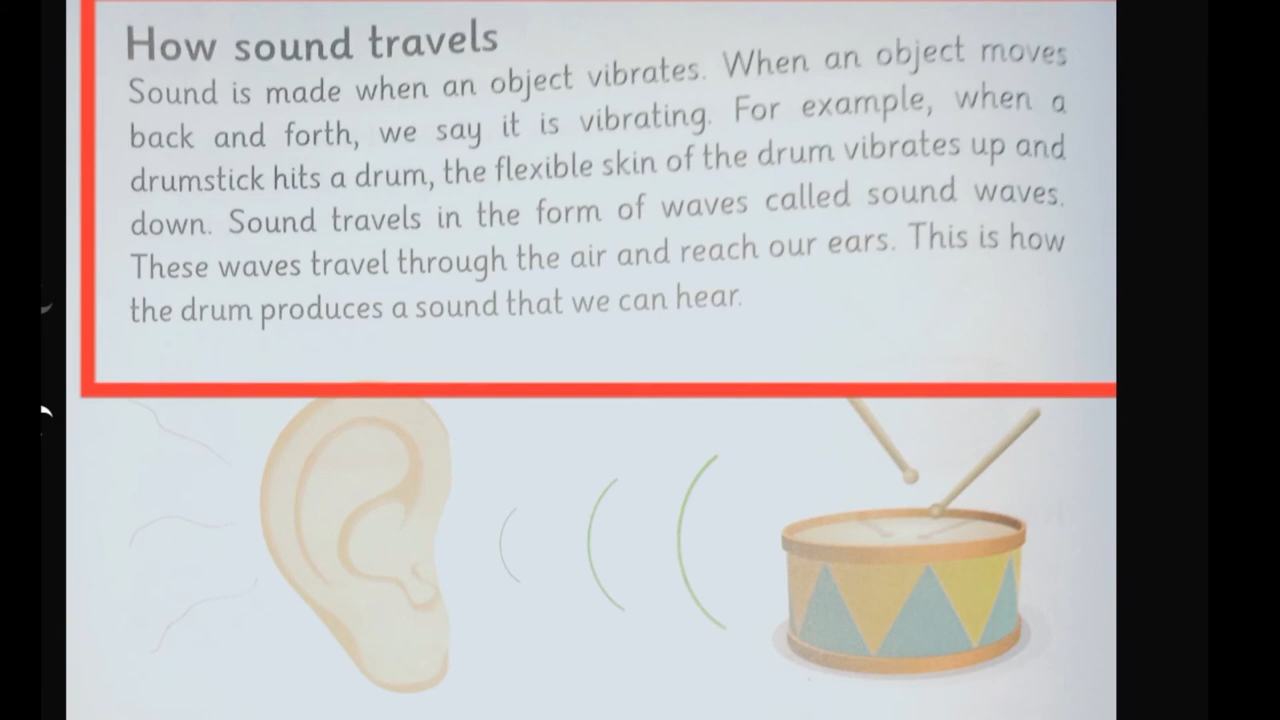 How sound travels
Sound is made when an object vibrates. When an object moves
back and forth, we say it is vibrating. For example, when a
drumstick hits a drum, the flexible skin of the drum vibrates up and
down. Sound travels in the form of waves called sound waves.
These waves travel through the air and reach our ears. This is how
the drum produces a sound that we can hear.